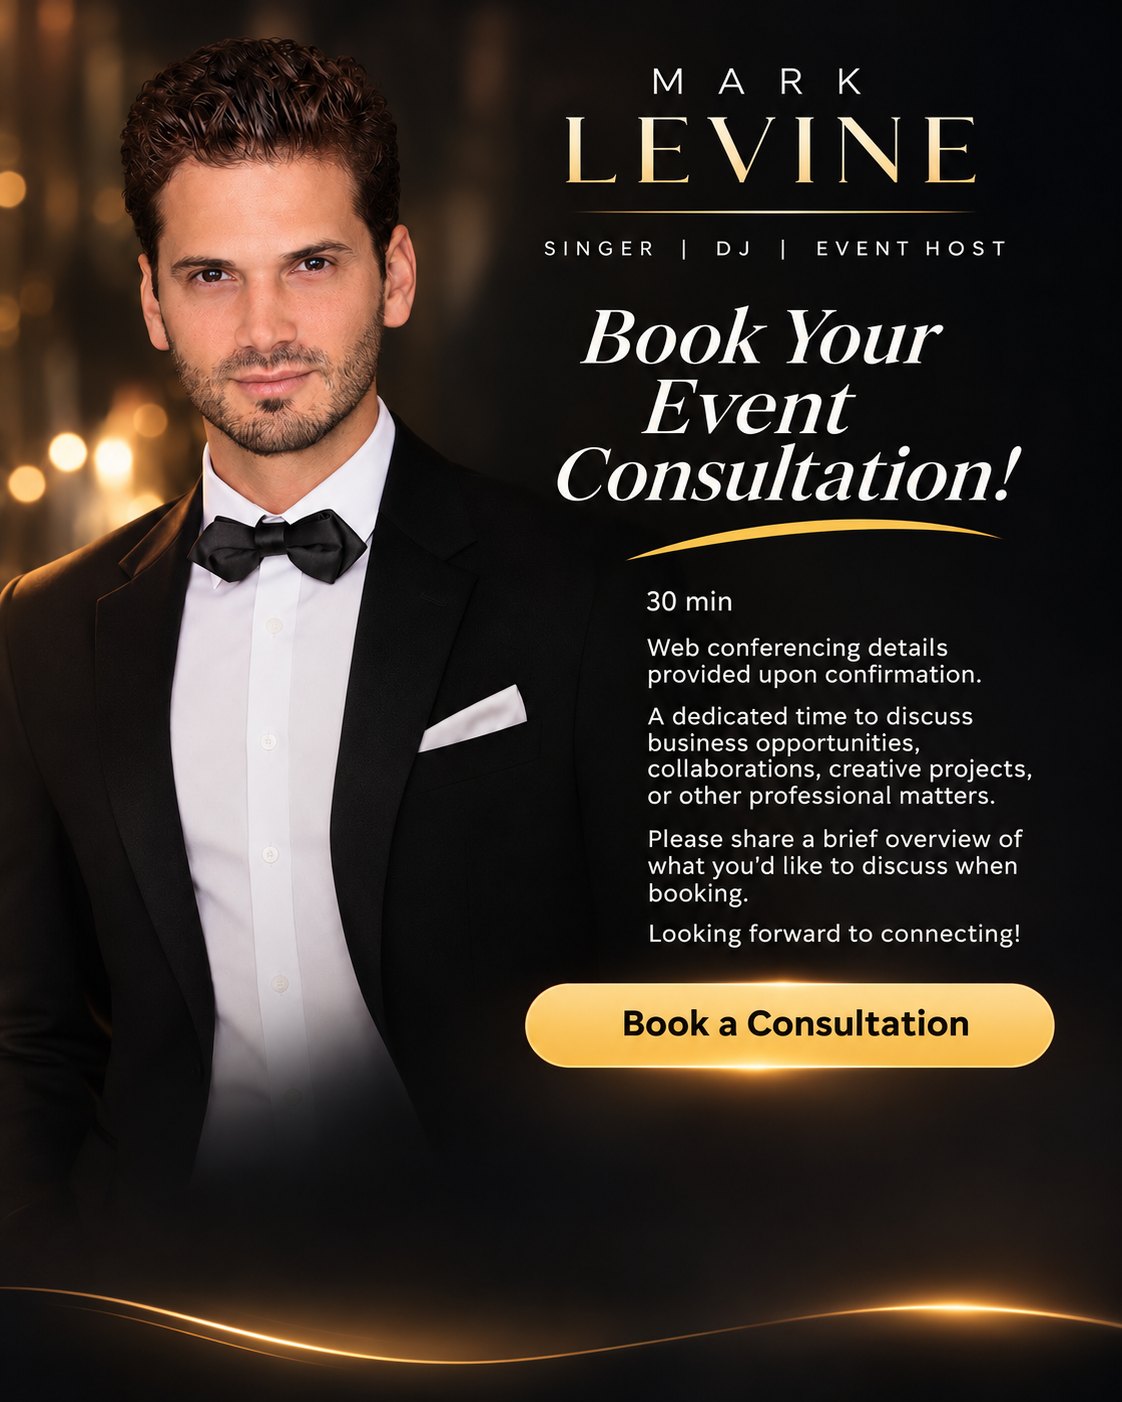 MARK
LEVINE
SINGER | DJ | EVENT HOST
Book Your
Event
Consultation!
30 min
Web conferencing details
provided upon confirmation.
A dedicated time to discuss
business opportunities,
collaborations, creative projects,
or other professional matters.
Please share a brief overview of
what you'd like to discuss when
booking.
Looking forward to connecting!
Book a Consultation